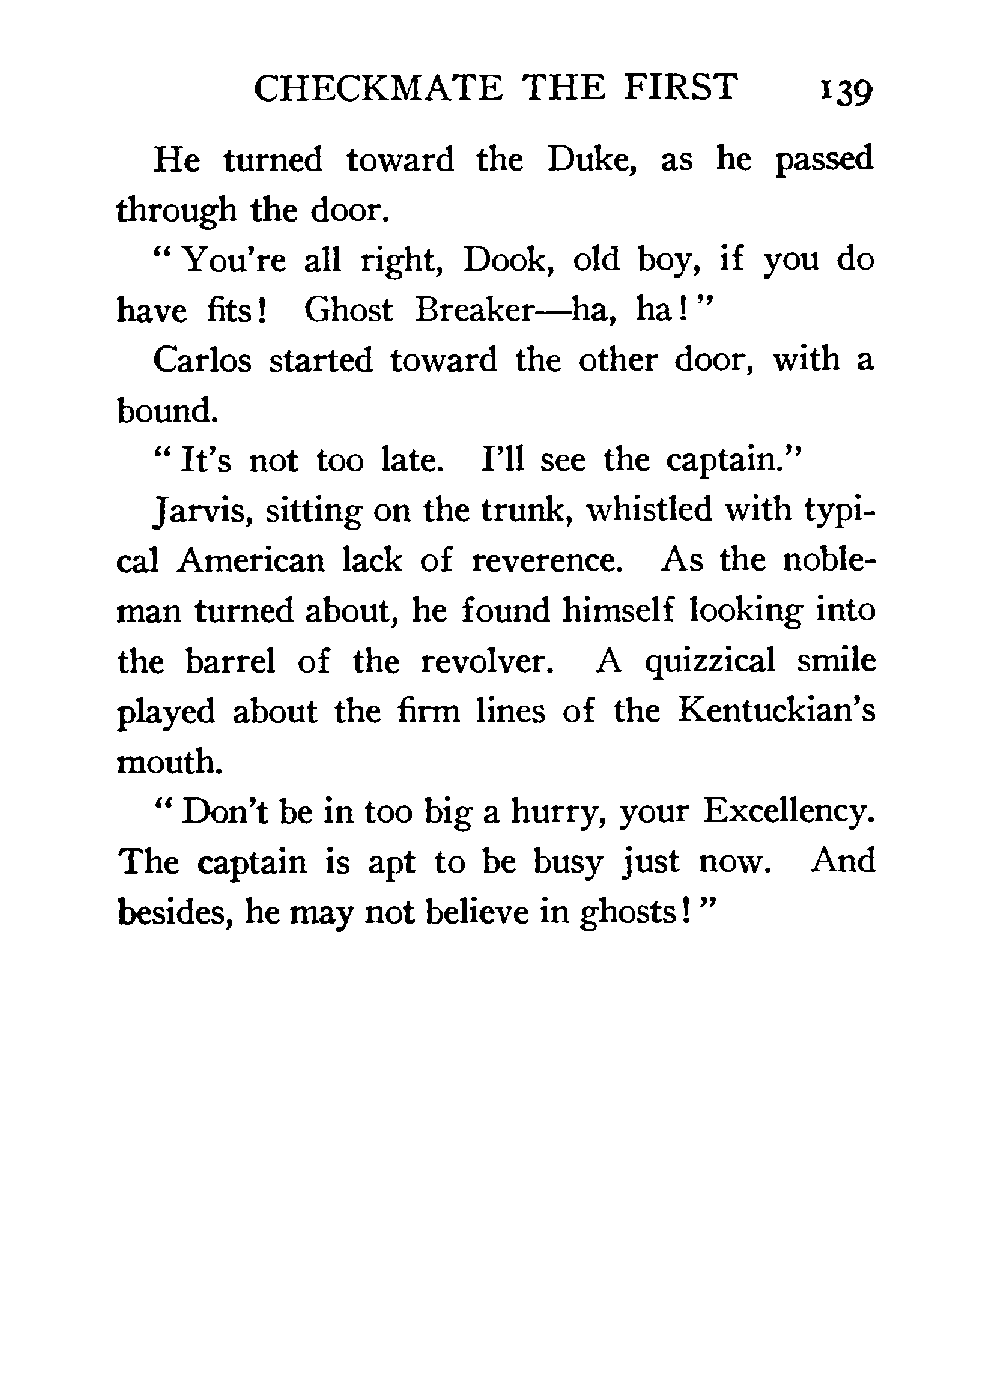 CHECKMATE THE FIRST 139
He turned toward the Duke, as he passed
through the door.
“ You’re all right, Dook, old boy, if you do
have fits! Ghost Breaker—ha, ha! ”
Carlos started toward the other door, with a
bound.
“ It’s not too late. I’ll see the captain.”
Jarvis, sitting on the trunk, whistled with typi-
cal American lack of reverence. As the noble-
man turned about, he found himself looking into
the barrel of the revolver. A quizzical smile
played about the firm lines of the Kentuckian’s
mouth.
“ Don’t be in too big a hurry, your Excellency.
The captain is apt to be busy just now. And
besides, he may not believe in ghosts! ”